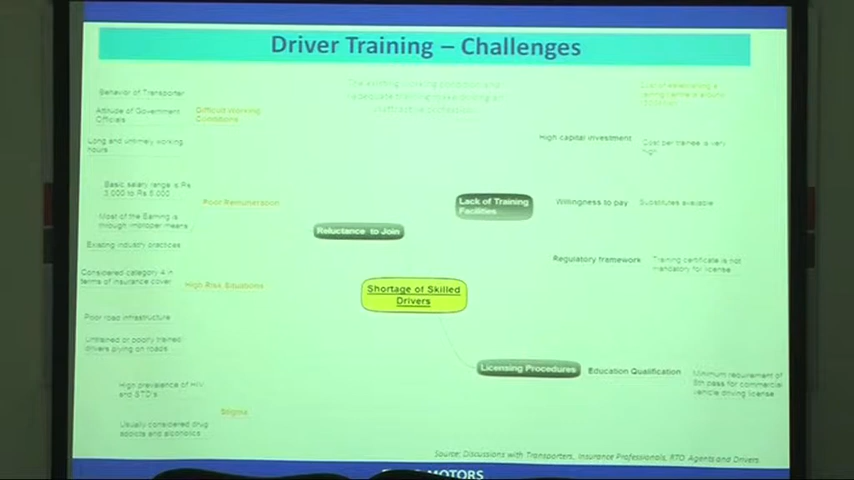 Driver Training – Challenges
Behavior of Transporter
Attitude of Government
Officials
Difficult Working
Conditions
Long and untimely working
hours
Basic salary range is Rs
3,000 to Rs 5,000
Poor Remuneration
Most of the Earning is
through improper means
Existing industry practices
Considered category 4 in
terms of insurance cover
High Risk Situations
Poor road infrastructure
Untrained or poorly trained
drivers plying on roads
High prevalence of HIV
and STD's
Stigma
Usually considered drug
addicts and alcoholics
Reluctance to Join
Shortage of Skilled
Drivers
Lack of Training
Facilities
High capital investment
Cost per trainee is very
high
Willingness to pay
Substitutes available
Regulatory framework
Training certificate is not
mandatory for license
Licensing Procedures
Education Qualification
Minimum requirement of
8th pass for commercial
vehicle driving license
Source: Discussions with Transporters, Insurance Professionals, RTO Agents and Drivers
MOTORS